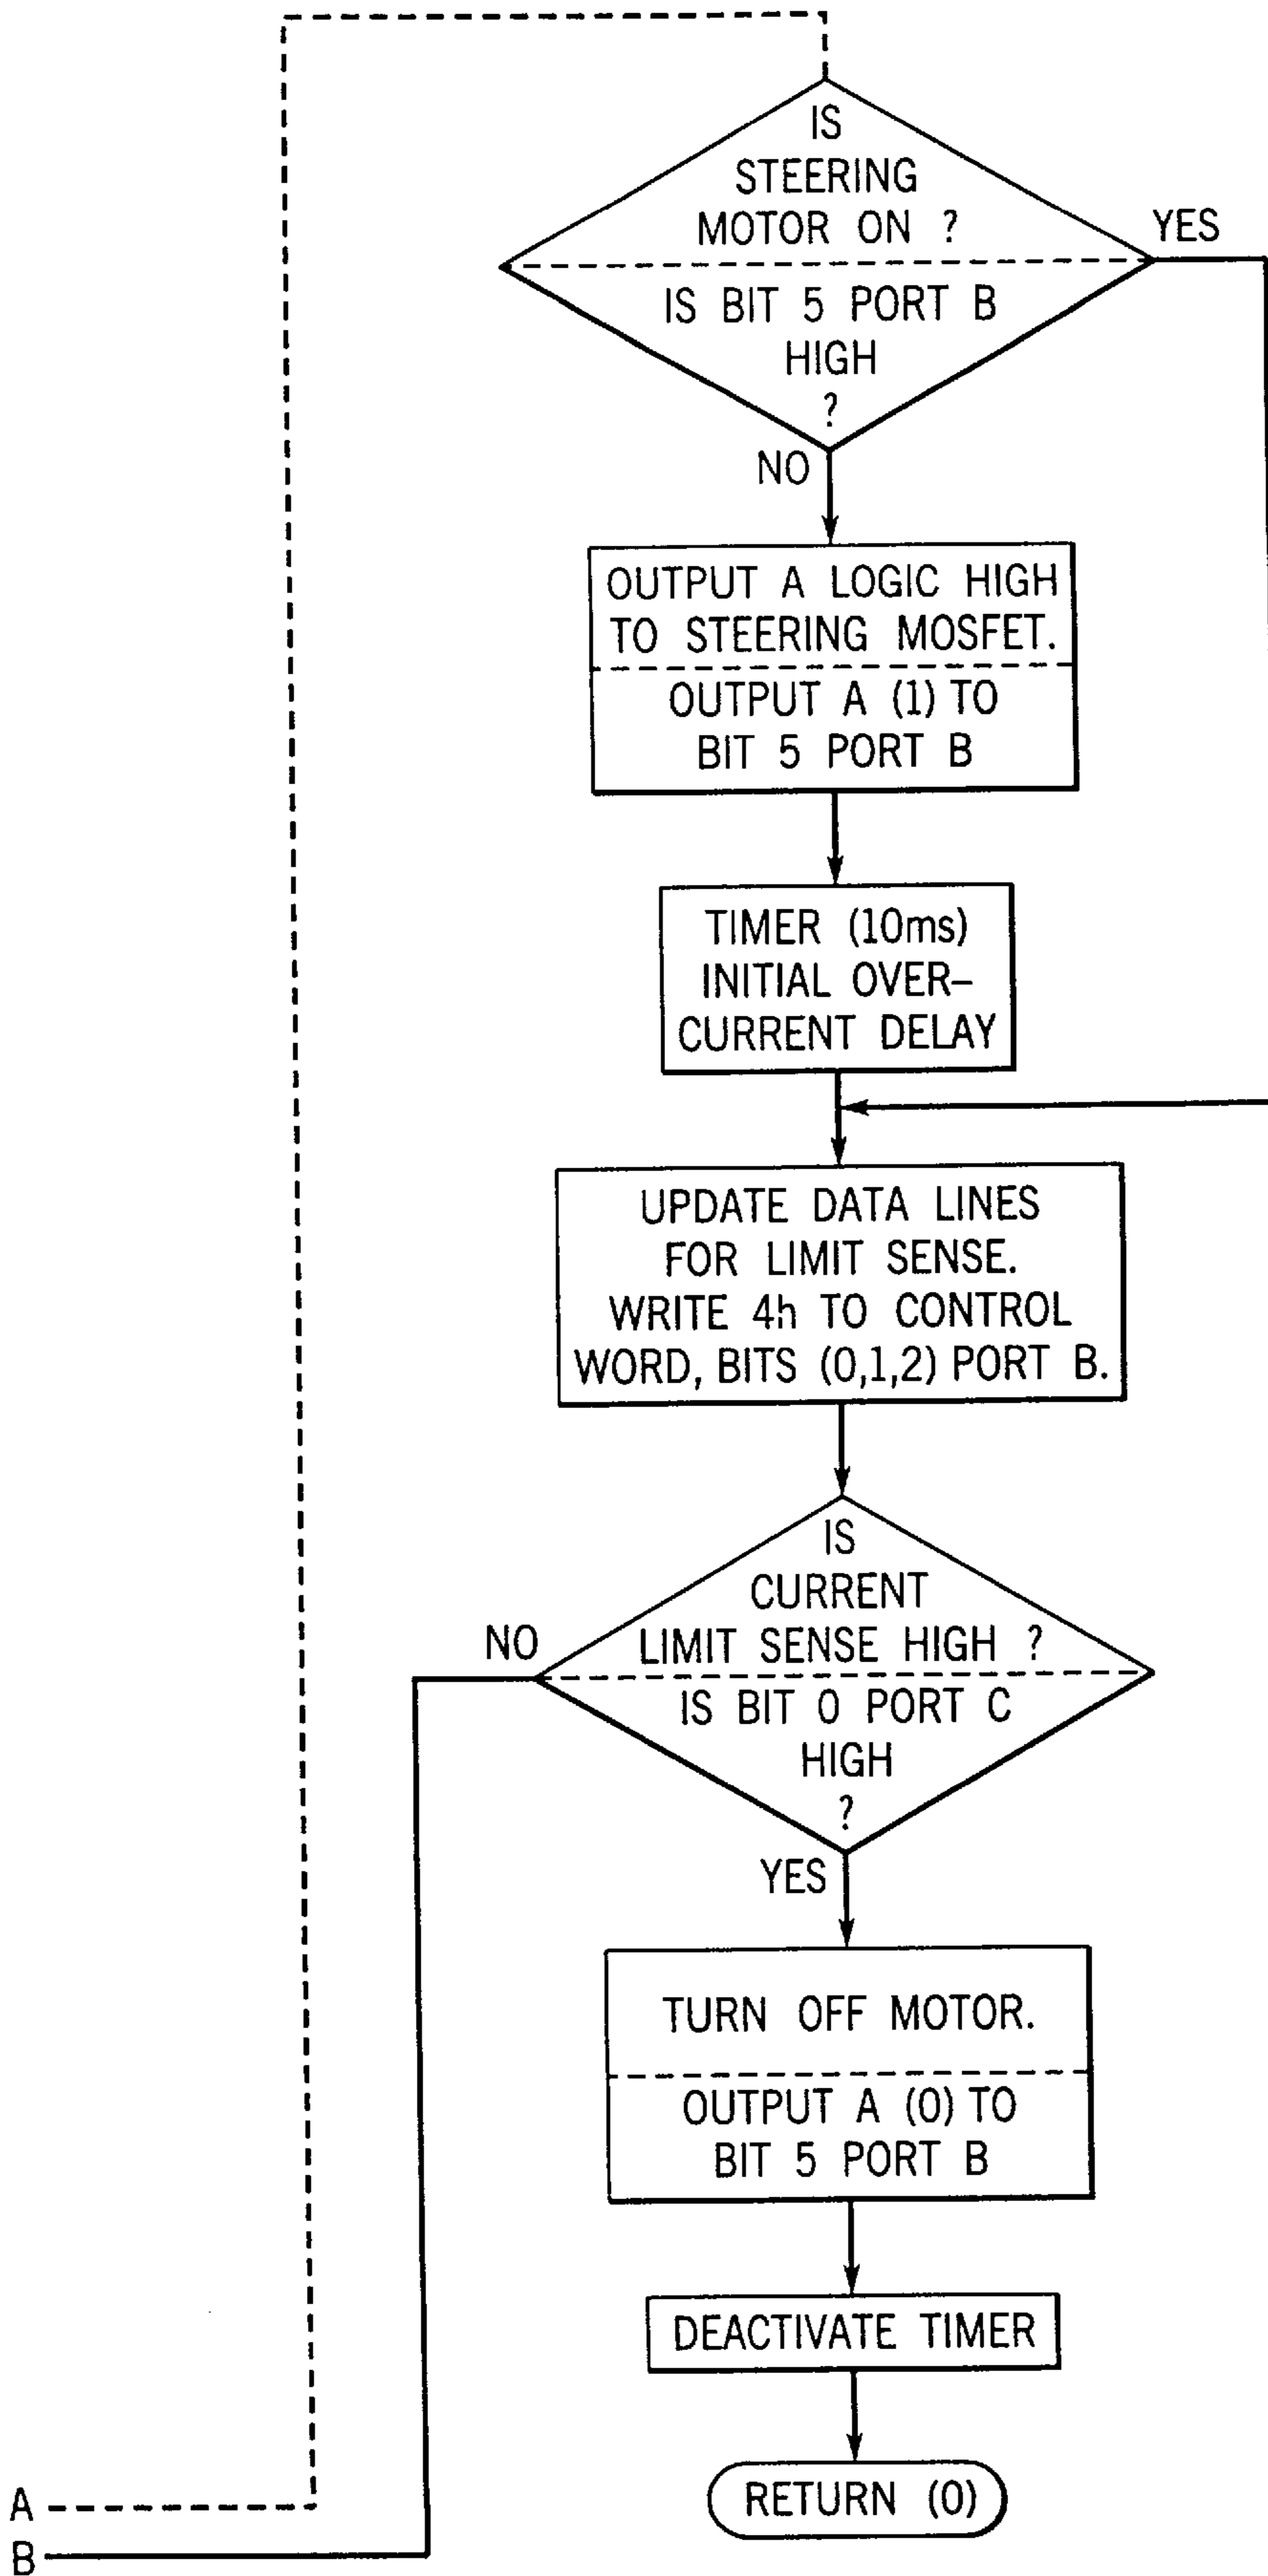 IS
STEERING
MOTOR ON ?
YES
IS BIT 5 PORT B
HIGH
?
NO
OUTPUT A LOGIC HIGH
TO STEERING MOSFET.
OUTPUT A (1) TO
BIT 5 PORT B
TIMER (10ms)
INITIAL OVER-
CURRENT DELAY
UPDATE DATA LINES
FOR LIMIT SENSE.
WRITE 4h TO CONTROL
WORD, BITS (0,1,2) PORT B.
IS
CURRENT
LIMIT SENSE HIGH ?
NO
IS BIT 0 PORT C
HIGH
?
YES
TURN OFF MOTOR.
OUTPUT A (0) TO
BIT 5 PORT B
DEACTIVATE TIMER
RETURN (0)
A
B